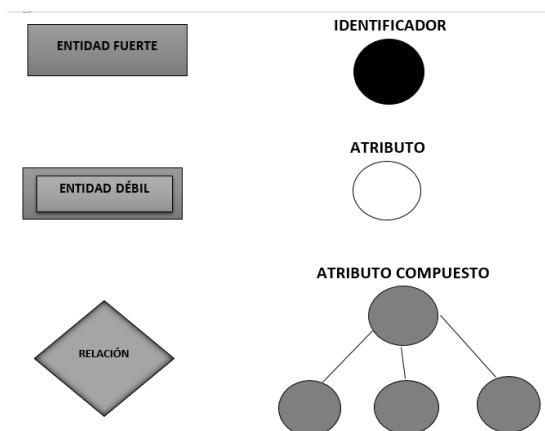 ENTIDAD FUERTE
IDENTIFICADOR
ATRIBUTO
ENTIDAD DÉBIL
ATRIBUTO COMPUESTO
RELACIÓN